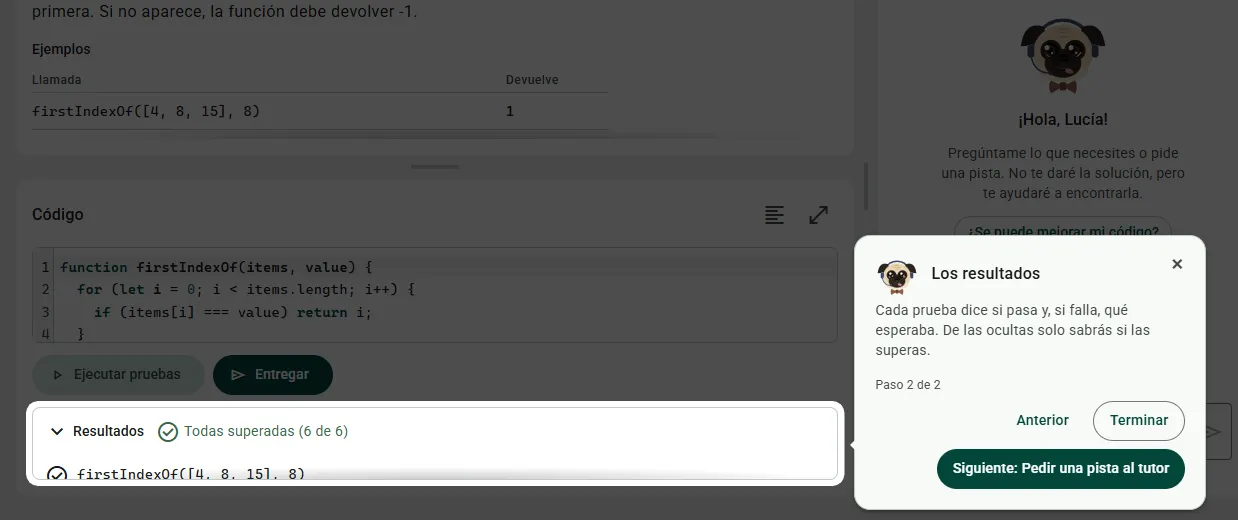 primera. Si no aparece, la función debe devolver -1.
Ejemplos
Llamada Devuelve
firstIndexOf([4, 8, 15], 8) 1
Código
1 function firstIndexOf(items, value) {
2 for (let i = 0; i < items.length; i++) {
3 if (items[i] === value) return i;
4 }
Ejecutar pruebas Entregar
Resultados Todas superadas (6 de 6)
firstIndexOf([4, 8, 15], 8)
¡Hola, Lucía!
Pregúntame lo que necesites o pide
una pista. No te daré la solución, pero
te ayudaré a encontrarla.
¿Se puede mejorar mi código?
Los resultados
Cada prueba dice si pasa y, si falla, qué
esperaba. De las ocultas solo sabrás si las
superas.
Paso 2 de 2
Anterior Terminar
Siguiente: Pedir una pista al tutor